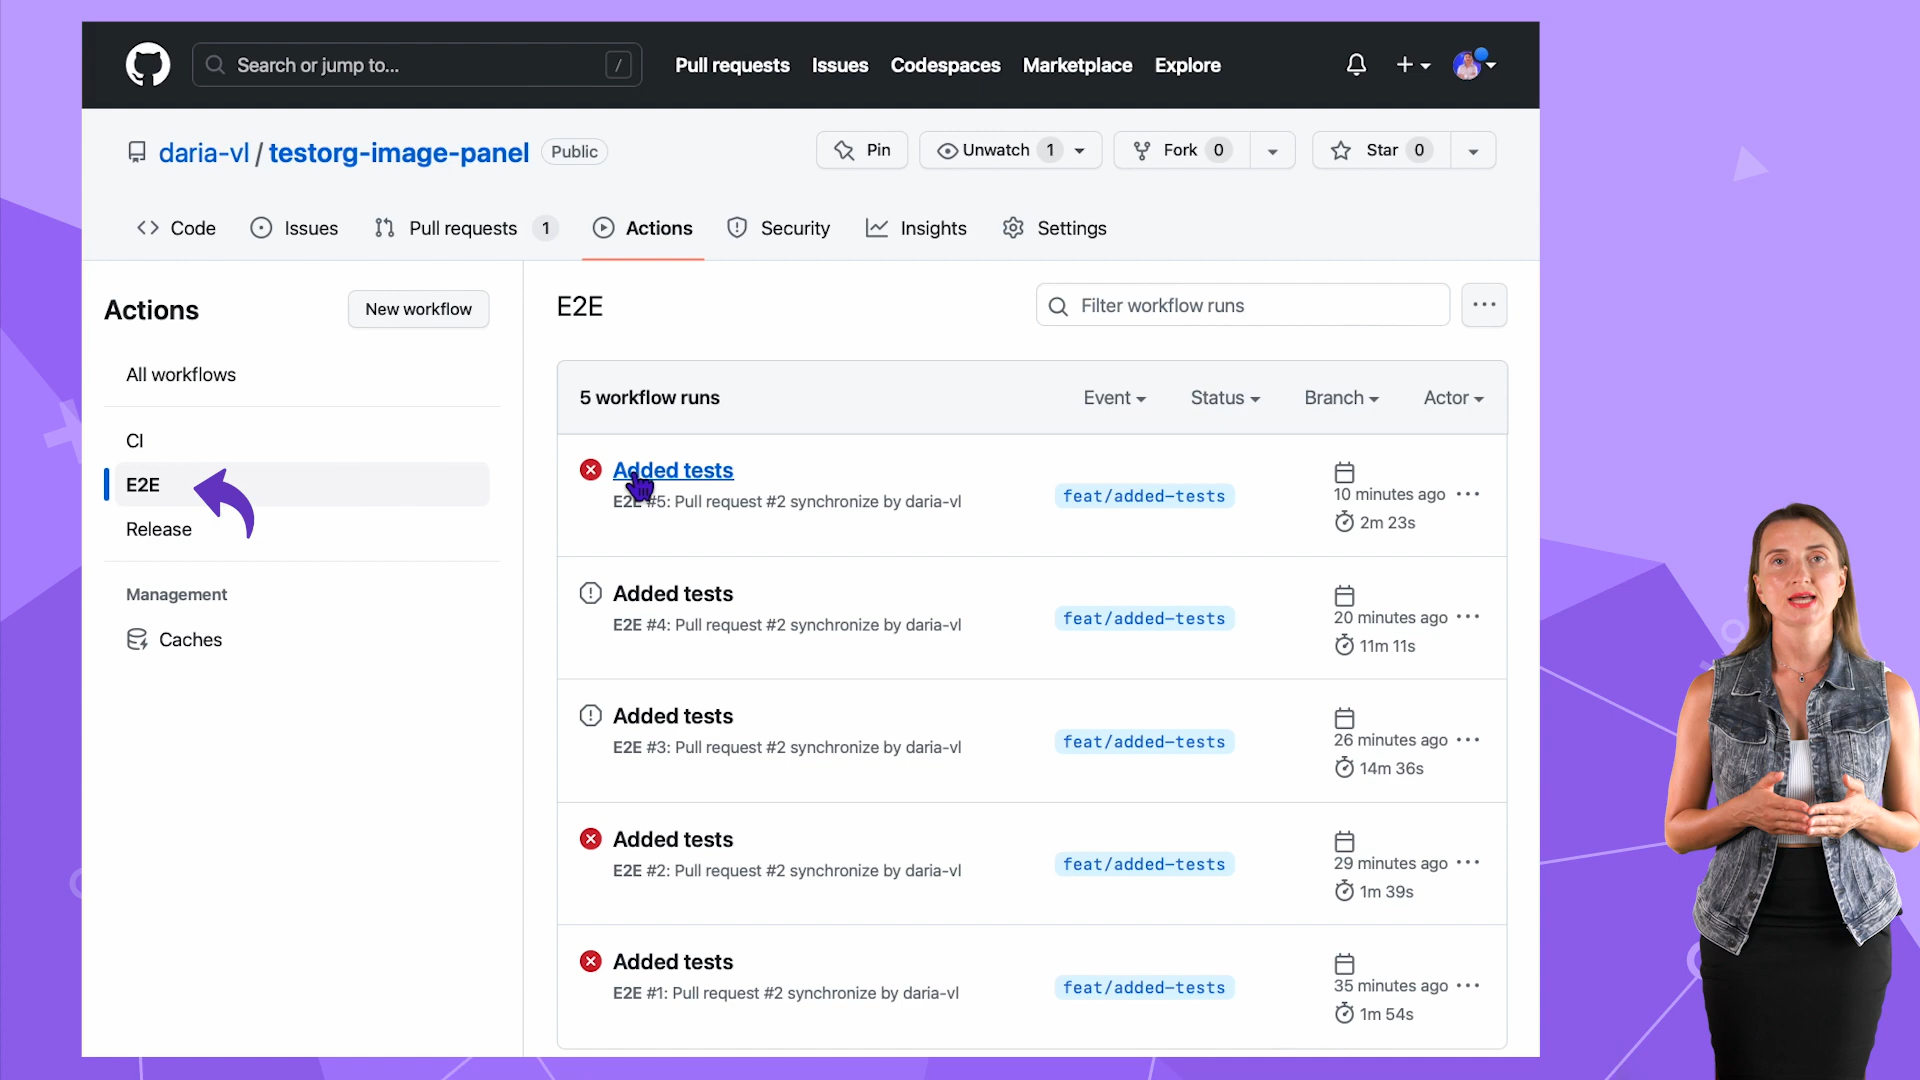 Search or jump to... /
Pull requests Issues Codespaces Marketplace Explore
daria-vl / testorg-image-panel Public
Pin Unwatch 1 Fork 0 Star 0
Code Issues Pull requests 1 Actions Security Insights Settings
Actions
New workflow
All workflows
CI
E2E
Release
Management
Caches
E2E
Filter workflow runs
5 workflow runs
Event Status Branch Actor
Added tests
E2E #5: Pull request #2 synchronize by daria-vl
feat/added-tests
10 minutes ago
2m 23s
Added tests
E2E #4: Pull request #2 synchronize by daria-vl
feat/added-tests
20 minutes ago
11m 11s
Added tests
E2E #3: Pull request #2 synchronize by daria-vl
feat/added-tests
26 minutes ago
14m 36s
Added tests
E2E #2: Pull request #2 synchronize by daria-vl
feat/added-tests
29 minutes ago
1m 39s
Added tests
E2E #1: Pull request #2 synchronize by daria-vl
feat/added-tests
35 minutes ago
1m 54s